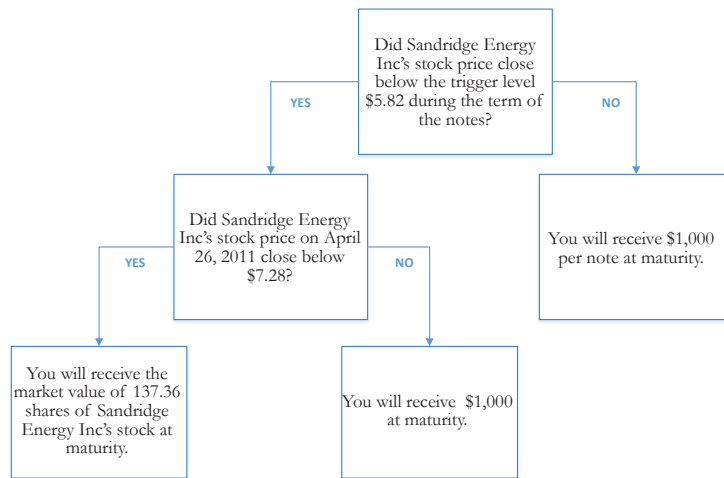 Did Sandridge Energy
Inc's stock price close
below the trigger level
$5.82 during the term of
the notes?
YES
NO
Did Sandridge Energy
Inc's stock price on April
26, 2011 close below
$7.28?
You will receive $1,000
per note at maturity.
YES
NO
You will receive the
market value of 137.36
shares of Sandridge
Energy Inc's stock at
maturity.
You will receive  $1,000
at maturity.